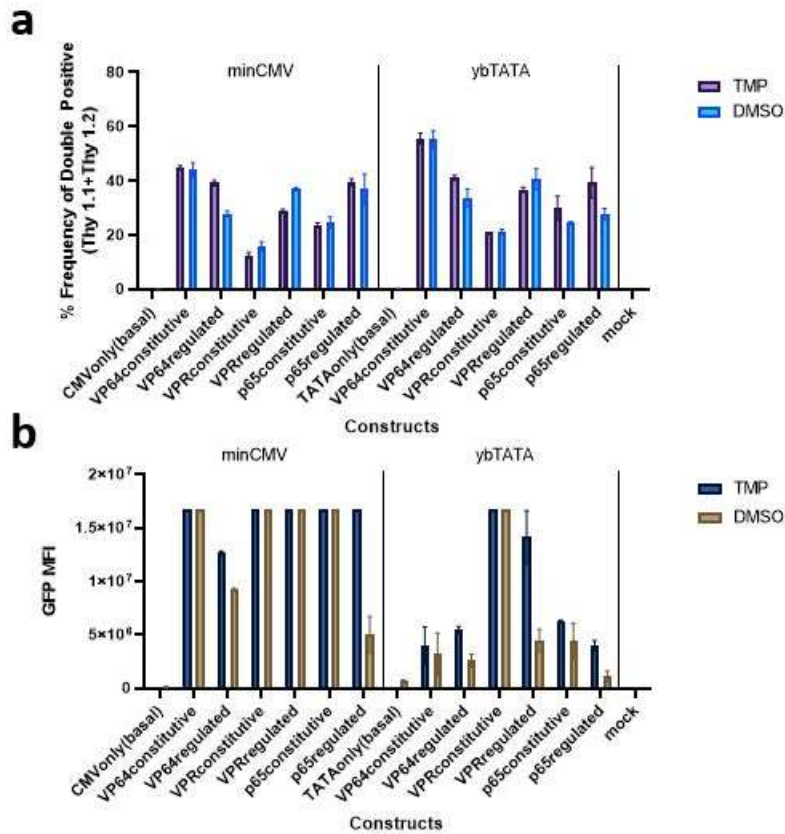 a
minCMV
ybTATA
TMP
DMSO
% Frequency of Double Positive
(Thy 1.1+Thy 1.2)
80
60
40
20
0
CMVonly(basal)
VP64constitutive
VP64regulated
VPRconstitutive
VPRregulated
p65constitutive
p65regulated
TATAonly(basal)
VP64constitutive
VP64regulated
VPRconstitutive
VPRregulated
p65constitutive
p65regulated
mock
Constructs
b
minCMV
ybTATA
TMP
DMSO
GFP MFI
2×10⁷
1.5×10⁷
1×10⁷
5×10⁶
0
CMVonly(basal)
VP64constitutive
VP64regulated
VPRconstitutive
VPRregulated
p65constitutive
p65regulated
TATAonly(basal)
VP64constitutive
VP64regulated
VPRconstitutive
VPRregulated
p65constitutive
p65regulated
mock
Constructs